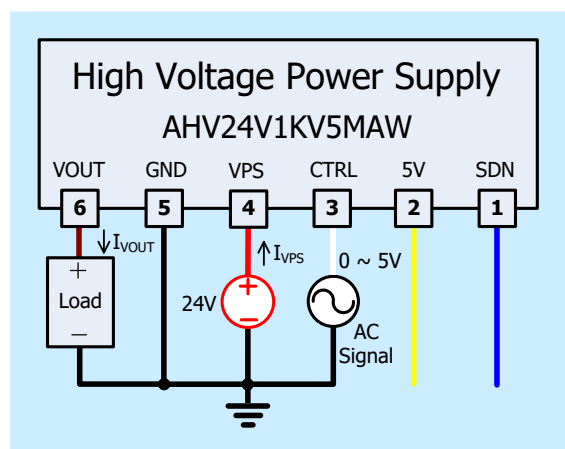 High Voltage Power Supply
AHV24V1KV5MAW
VOUT GND VPS CTRL 5V SDN
6 5 4 3 2 1
IVOUT IVPS 0 ~ 5V
+ +
Load 24V
− −
AC
Signal